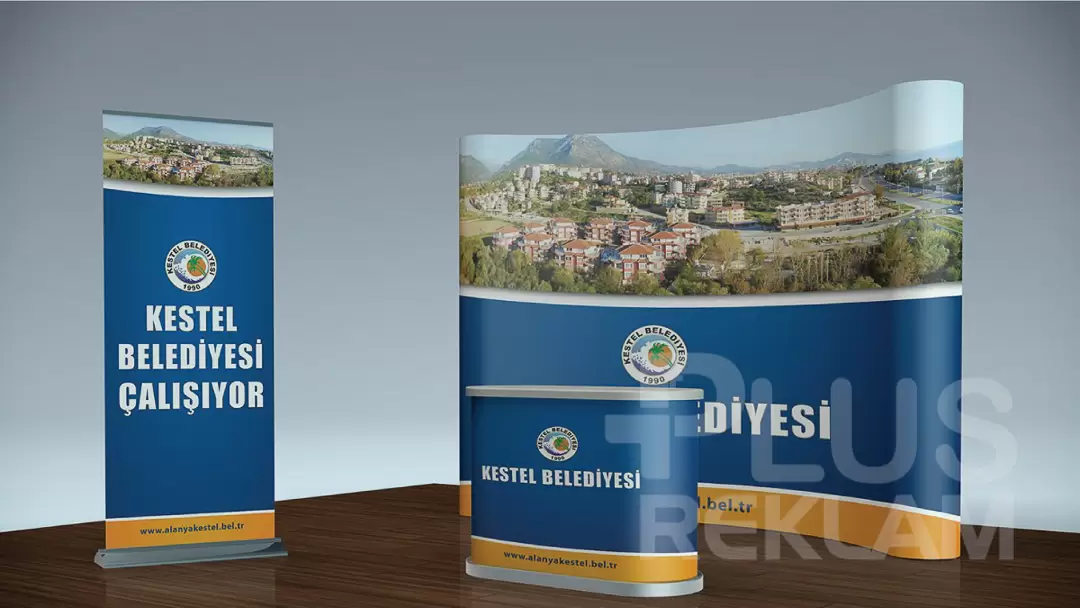 KESTEL BELEDİYESİ
1990
KESTEL
BELEDİYESİ
ÇALIŞIYOR
www.alanyakestel.bel.tr
KESTEL BELEDİYESİ
1990
EDİYESİ
l.bel.tr
KESTEL BELEDİYESİ
1990
KESTEL BELEDİYESİ
www.alanyakestel.bel.tr
PLUS
REKLAM